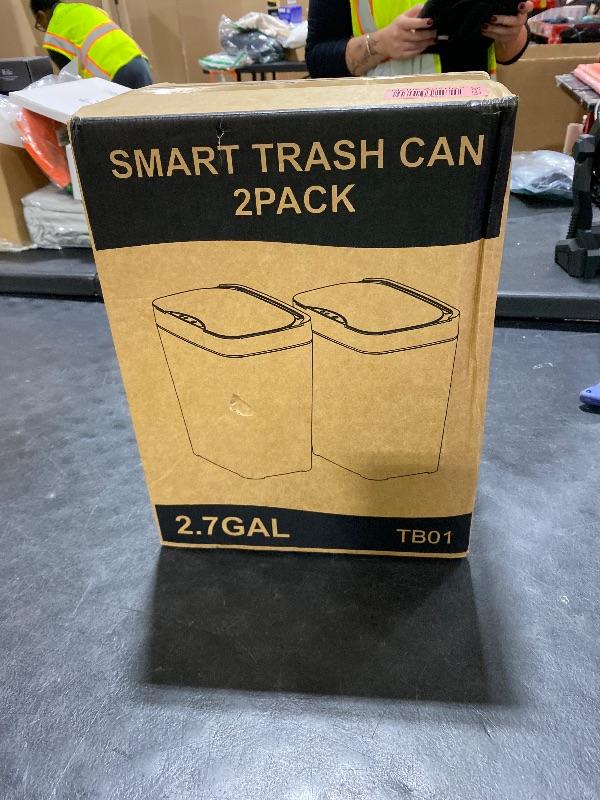 SMART TRASH CAN
2PACK
2.7GAL
TB01